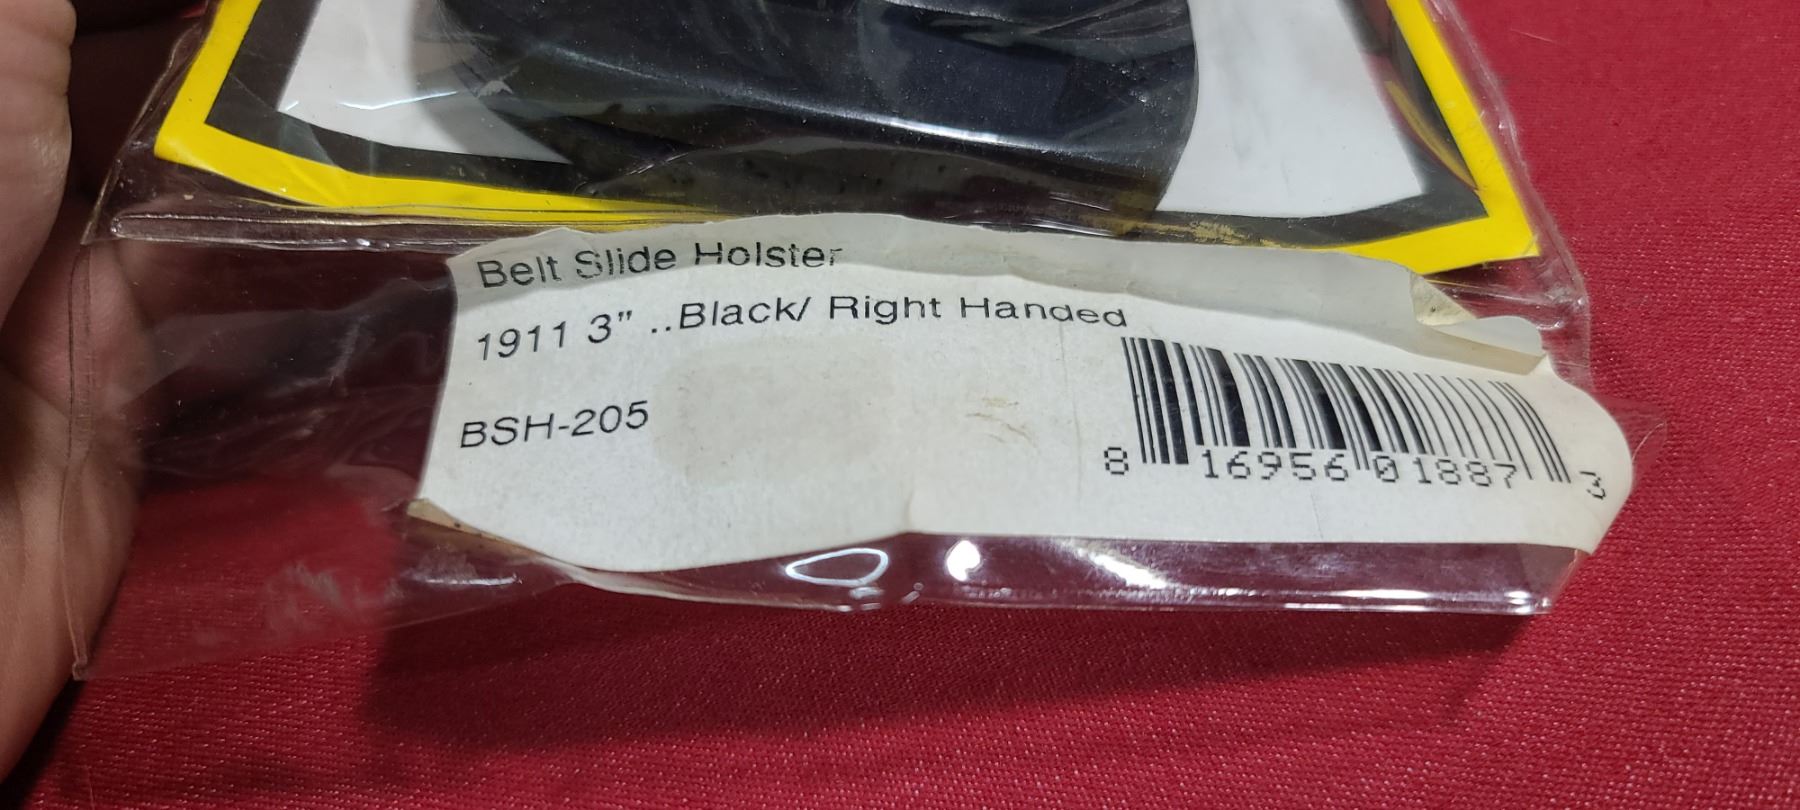 Belt Slide Holster
1911 3" ..Black/ Right Handed
BSH-205
8 16956 01887 3